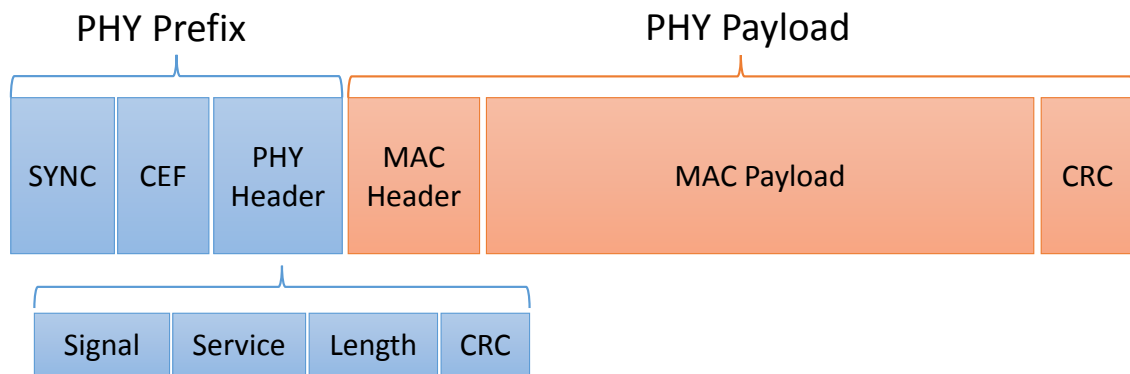 PHY Prefix
PHY Payload
SYNC
CEF
PHY
Header
MAC
Header
MAC Payload
CRC
Signal
Service
Length
CRC